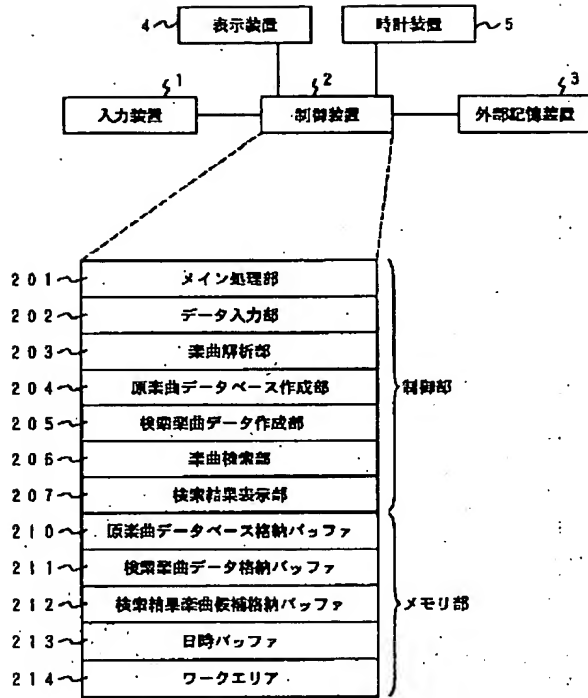 4 表示装置
時計装置 5
1
入力装置
2
制御装置
3
外部記憶装置
201 メイン処理部
202 データ入力部
203 楽曲解析部
204 原楽曲データベース作成部
205 検索楽曲データ作成部
206 楽曲検索部
207 検索結果表示部
制御部
210 原楽曲データベース格納バッファ
211 検索楽曲データ格納バッファ
212 検索結果楽曲候補格納バッファ
213 日時バッファ
214 ワークエリア
メモリ部